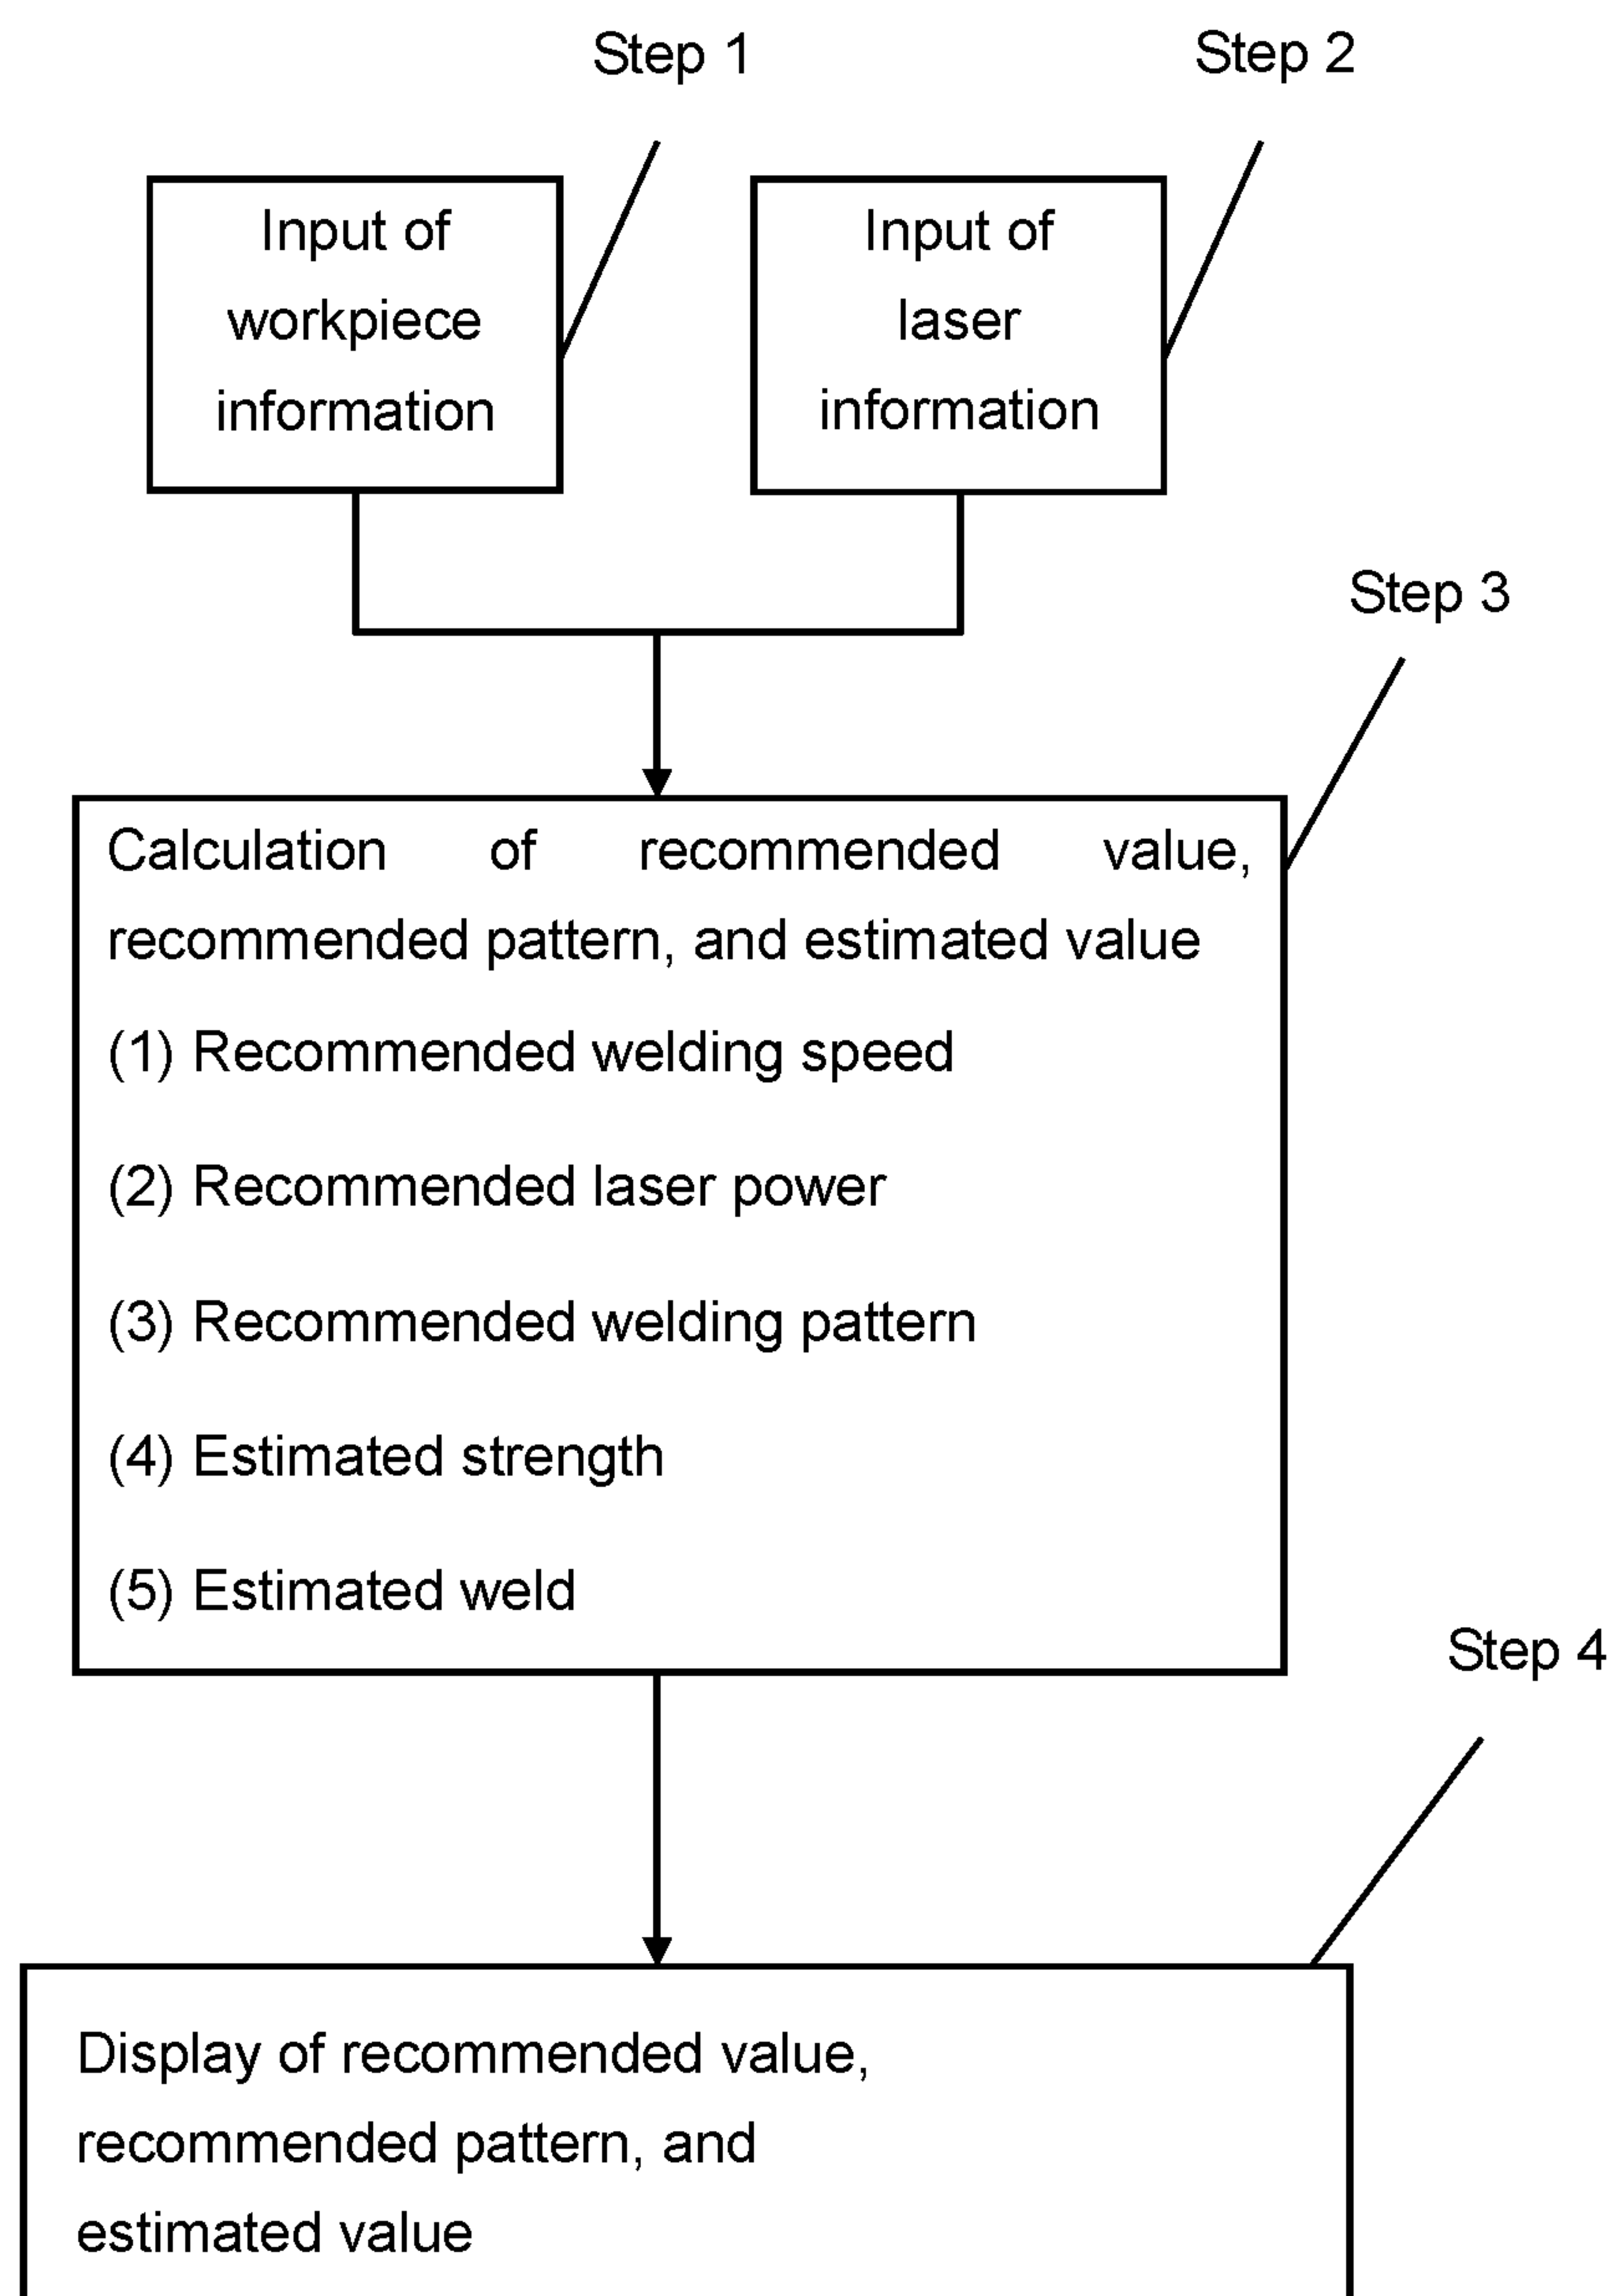 Step 1
Step 2
Input of
workpiece
information
Input of
laser
information
Step 3
Calculation of recommended value,
recommended pattern, and estimated value
(1) Recommended welding speed
(2) Recommended laser power
(3) Recommended welding pattern
(4) Estimated strength
(5) Estimated weld
Step 4
Display of recommended value,
recommended pattern, and
estimated value